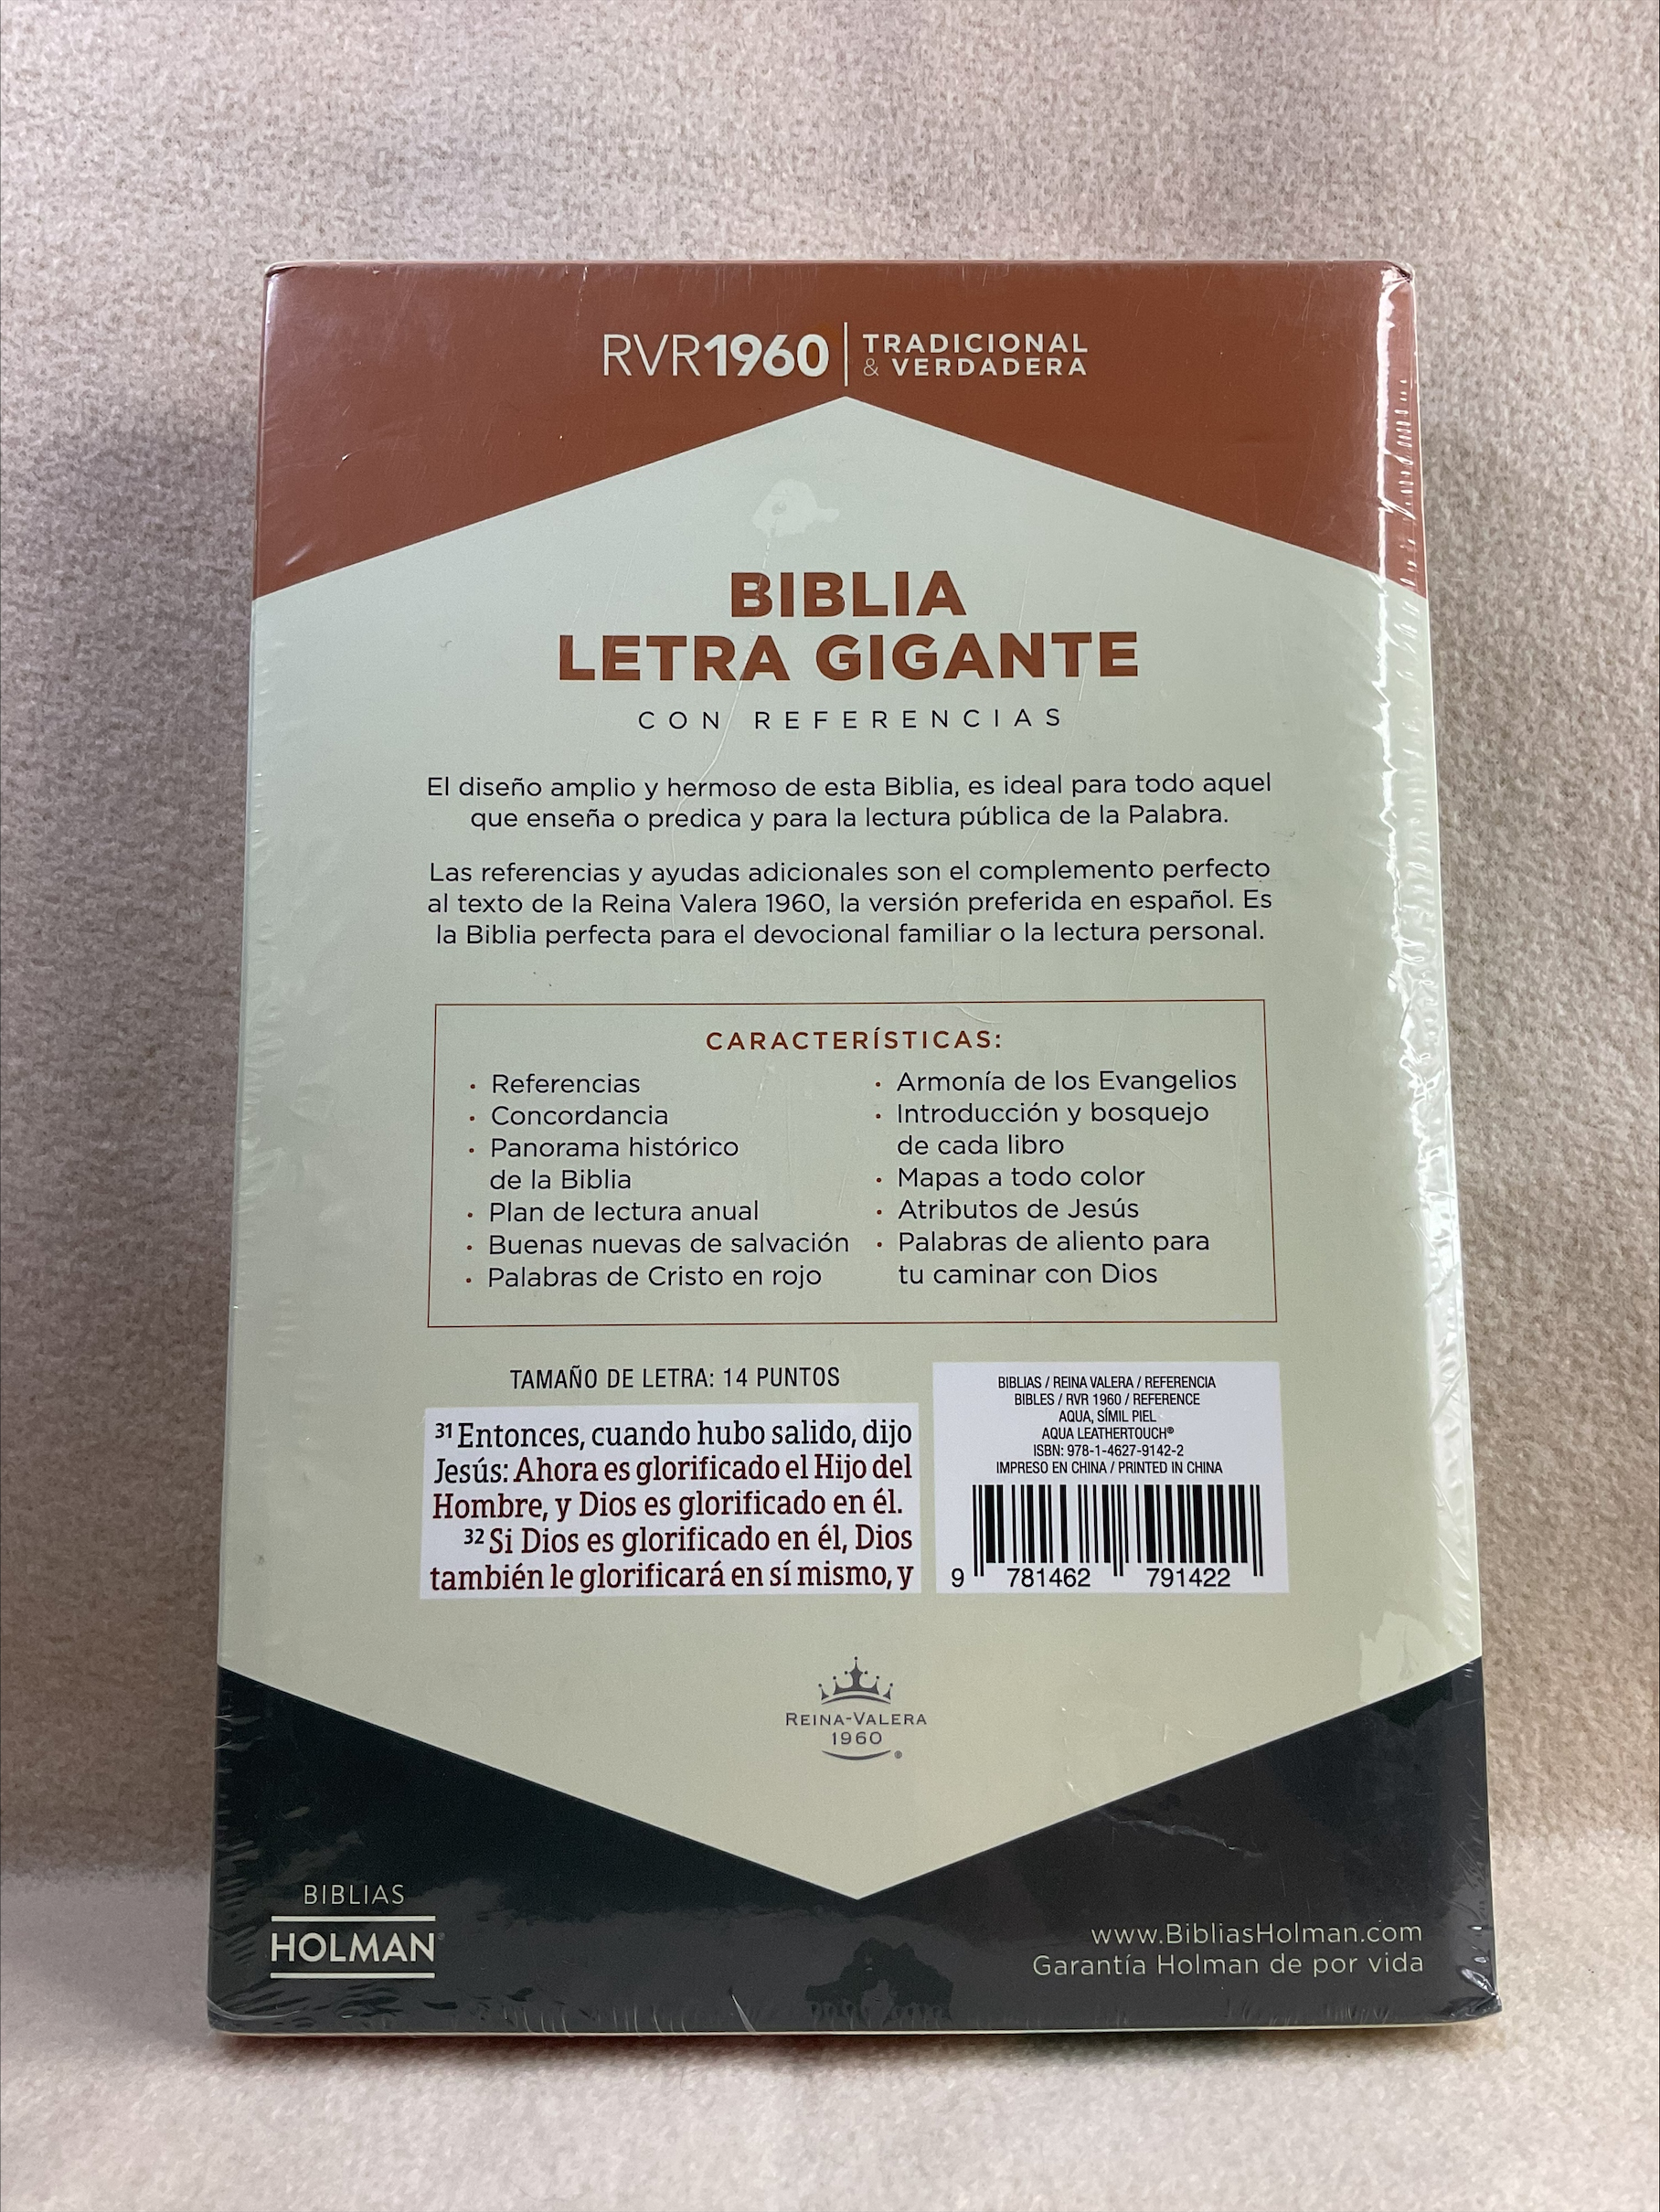 RVR1960 | TRADICIONAL
& VERDADERA
BIBLIA
LETRA GIGANTE
CON REFERENCIAS
El diseño amplio y hermoso de esta Biblia, es ideal para todo aquel
que enseña o predica y para la lectura pública de la Palabra.
Las referencias y ayudas adicionales son el complemento perfecto
al texto de la Reina Valera 1960, la versión preferida en español. Es
la Biblia perfecta para el devocional familiar o la lectura personal.
CARACTERÍSTICAS:
• Referencias
• Concordancia
• Panorama histórico
de la Biblia
• Plan de lectura anual
• Buenas nuevas de salvación
• Palabras de Cristo en rojo
• Armonía de los Evangelios
• Introducción y bosquejo
de cada libro
• Mapas a todo color
• Atributos de Jesús
• Palabras de aliento para
tu caminar con Dios
TAMAÑO DE LETRA: 14 PUNTOS
31 Entonces, cuando hubo salido, dijo
Jesús: Ahora es glorificado el Hijo del
Hombre, y Dios es glorificado en él.
32 Si Dios es glorificado en él, Dios
también le glorificará en sí mismo, y
BIBLIAS / REINA VALERA / REFERENCIA
BIBLES / RVR 1960 / REFERENCE
AQUA, SÍMIL PIEL
AQUA LEATHERTOUCH®
ISBN: 978-1-4627-9142-2
IMPRESO EN CHINA / PRINTED IN CHINA
9 781462 791422
REINA-VALERA
1960
®
BIBLIAS
HOLMAN
www.BibliasHolman.com
Garantía Holman de por vida